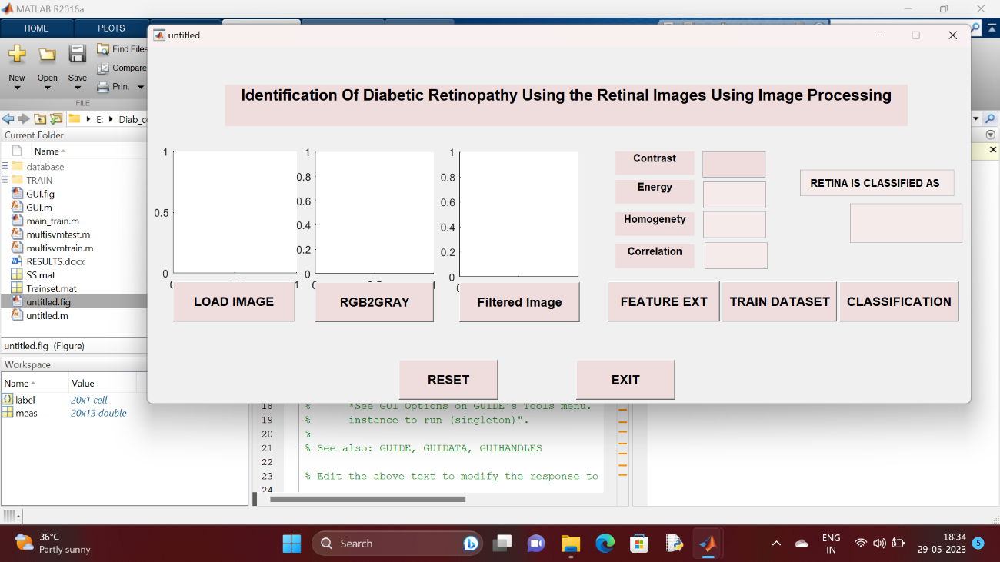 MATLAB R2016a
HOME PLOTS
untitled
New Open Save
Find Files
Compare
Print
FILE
E: Diab_c
Current Folder
Name
database
TRAIN
GUI.fig
GUI.m
main_train.m
multisvmtest.m
multisvmtrain.m
RESULTS.docx
SS.mat
Trainset.mat
untitled.fig
untitled.m
untitled.fig (Figure)
Workspace
Name Value
label 20x1 cell
meas 20x13 double
Identification Of Diabetic Retinopathy Using the Retinal Images Using Image Processing
1
0.5
0
1
0.8
0.6
0.4
0.2
0
1
0.8
0.6
0.4
0.2
0
Contrast
Energy
Homogenety
Correlation
RETINA IS CLASSIFIED AS
LOAD IMAGE
RGB2GRAY
Filtered Image
FEATURE EXT
TRAIN DATASET
CLASSIFICATION
RESET
EXIT
18 % *See GUI Options on GUIDE's Tools menu.
19 % instance to run (singleton)".
20 %
21 % See also: GUIDE, GUIDATA, GUIHANDLES
22
23 % Edit the above text to modify the response to
24
36°C
Partly sunny
Search
ENG
IN
18:34
29-05-2023
5